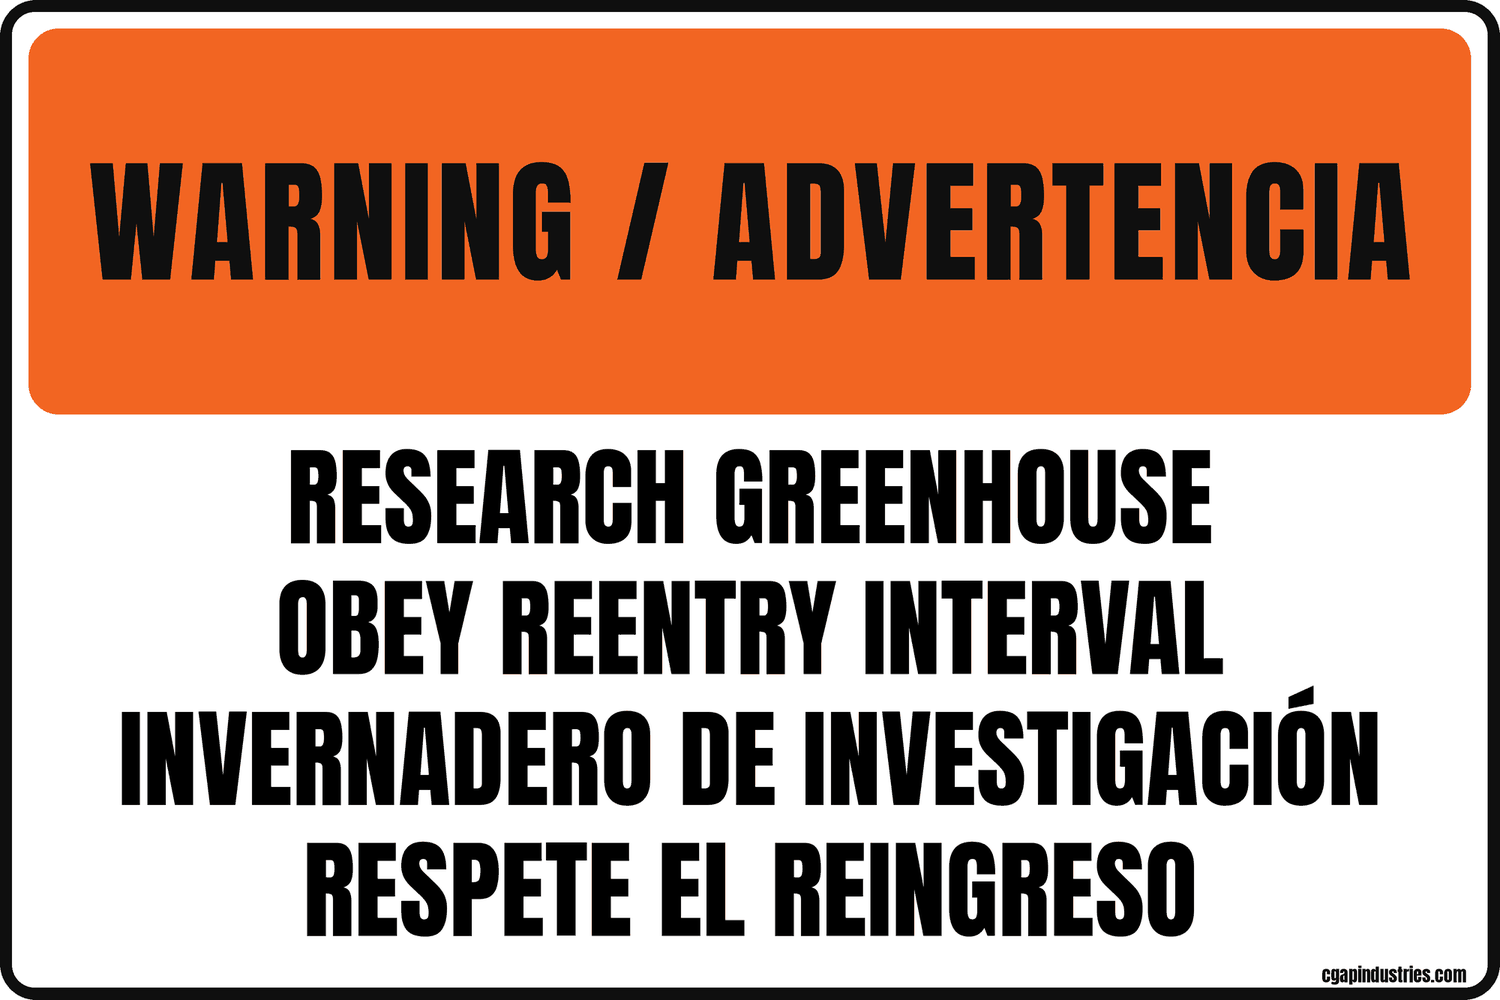 WARNING / ADVERTENCIA
RESEARCH GREENHOUSE
OBEY REENTRY INTERVAL
INVERNADERO DE INVESTIGACIÓN
RESPETE EL REINGRESO
cgapindustries.com